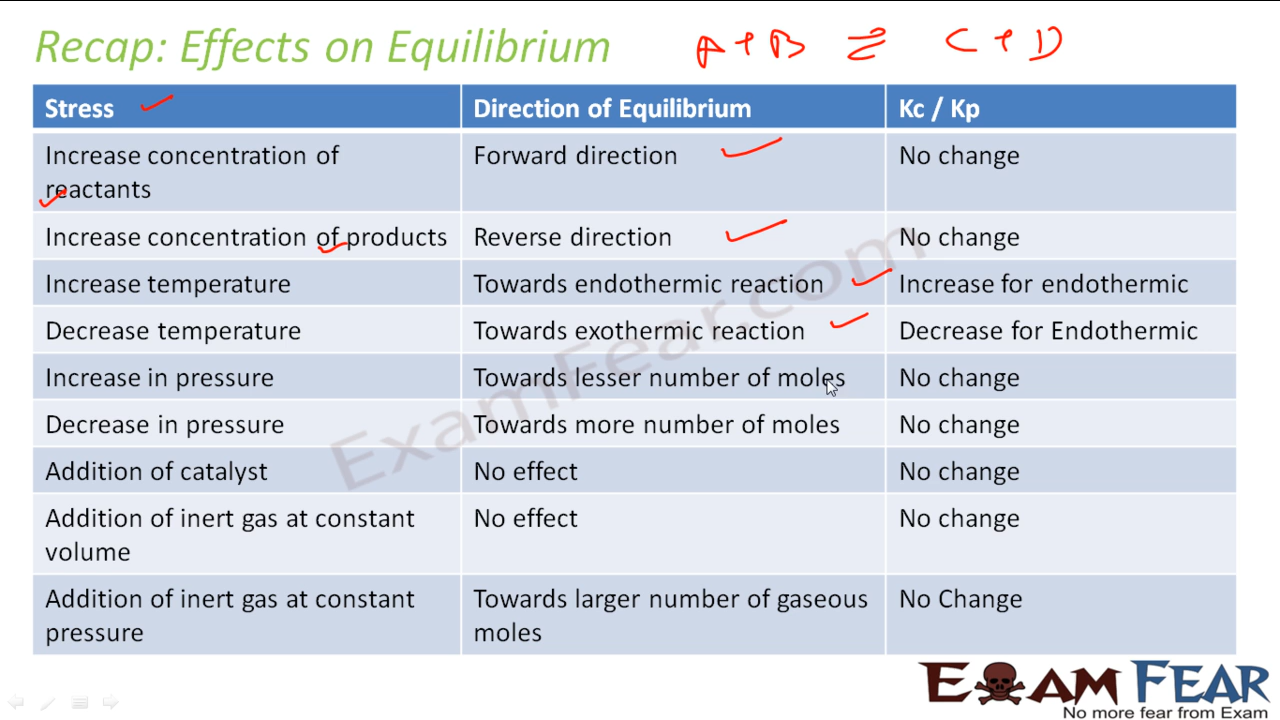 Recap: Effects on Equilibrium
A + B ⇌ C + D
Stress
Direction of Equilibrium
Kc / Kp
Increase concentration of
reactants
Forward direction
No change
Increase concentration of products
Reverse direction
No change
Increase temperature
Towards endothermic reaction
Increase for endothermic
Decrease temperature
Towards exothermic reaction
Decrease for Endothermic
Increase in pressure
Towards lesser number of moles
No change
Decrease in pressure
Towards more number of moles
No change
Addition of catalyst
No effect
No change
Addition of inert gas at constant
volume
No effect
No change
Addition of inert gas at constant
pressure
Towards larger number of gaseous
moles
No Change
ExamFear.com
EXAM FEAR
No more fear from Exam